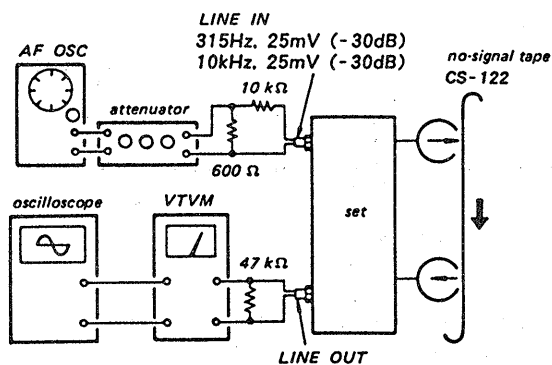 LINE IN
315Hz, 25mV (-30dB)
10kHz, 25mV (-30dB)
AF OSC
attenuator
10 kΩ
600 Ω
no-signal tape
CS-122
set
oscilloscope
VTVM
47 kΩ
LINE OUT